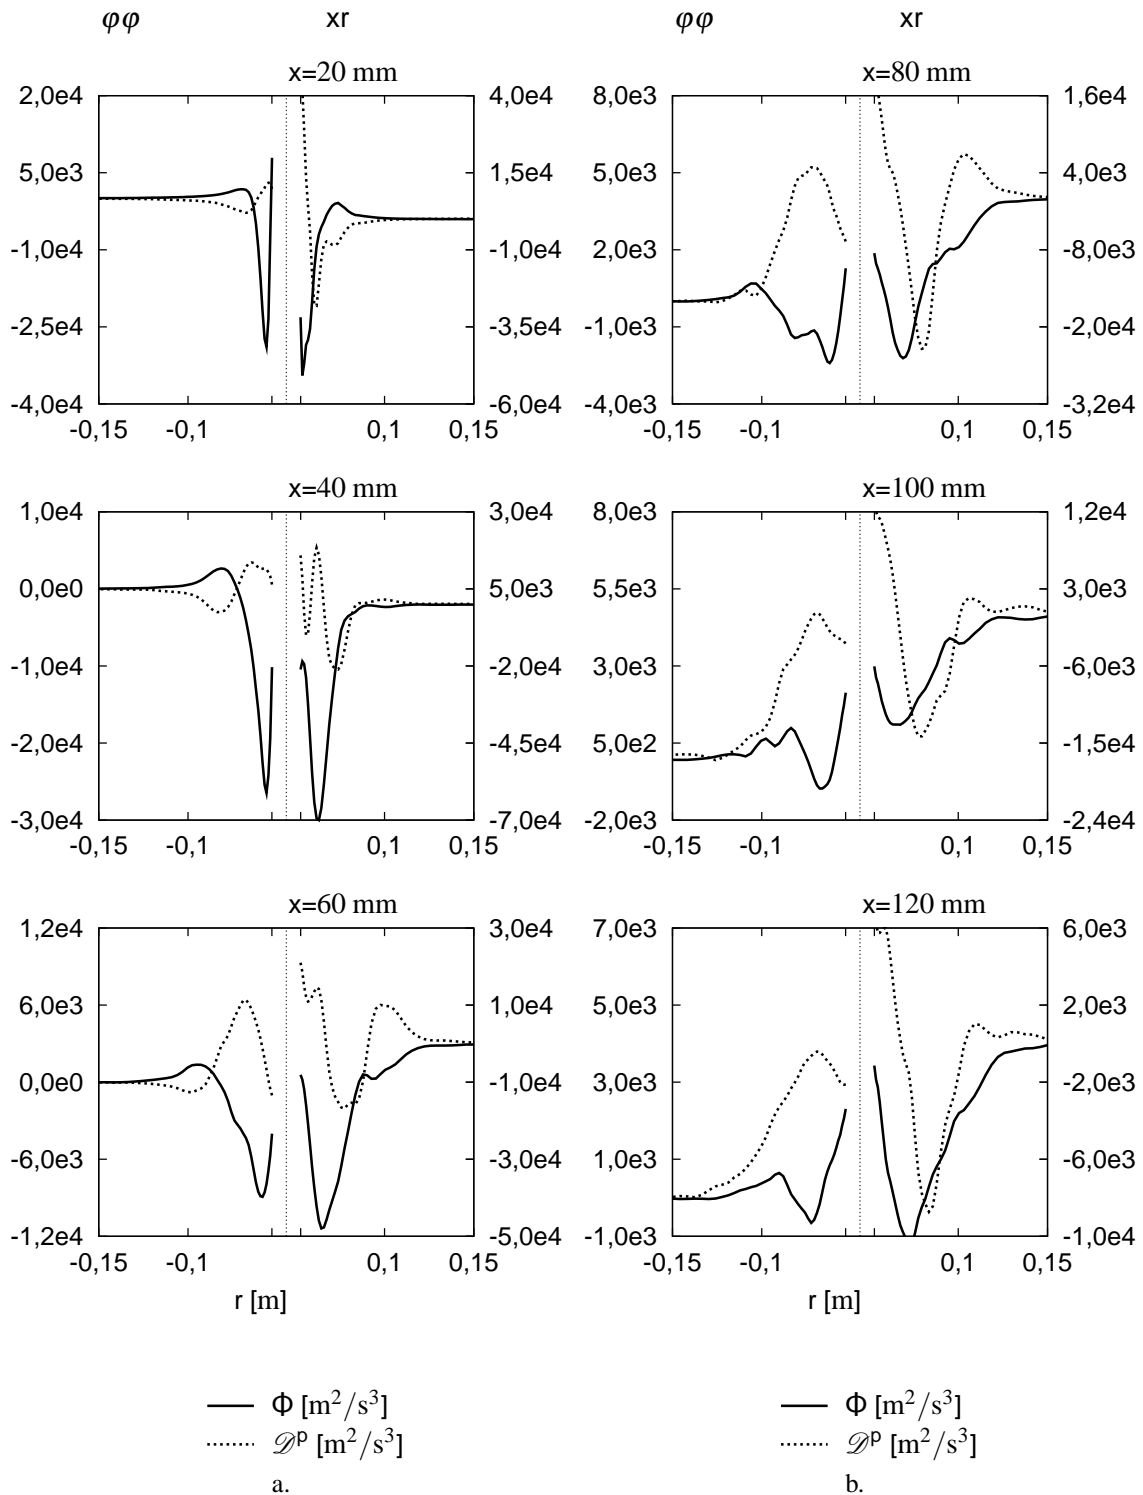 φφ xr φφ xr
x=20 mm x=80 mm
2,0e4 4,0e4 8,0e3 1,6e4
5,0e3 1,5e4 5,0e3 4,0e3
-1,0e4 -1,0e4 2,0e3 -8,0e3
-2,5e4 -3,5e4 -1,0e3 -2,0e4
-4,0e4 -6,0e4 -4,0e3 -3,2e4
-0,15 -0,1 0,1 0,15 -0,15 -0,1 0,1 0,15
x=40 mm x=100 mm
1,0e4 3,0e4 8,0e3 1,2e4
0,0e0 5,0e3 5,5e3 3,0e3
-1,0e4 -2,0e4 3,0e3 -6,0e3
-2,0e4 -4,5e4 5,0e2 -1,5e4
-3,0e4 -7,0e4 -2,0e3 -2,4e4
-0,15 -0,1 0,1 0,15 -0,15 -0,1 0,1 0,15
x=60 mm x=120 mm
1,2e4 3,0e4 7,0e3 6,0e3
6,0e3 1,0e4 5,0e3 2,0e3
0,0e0 -1,0e4 3,0e3 -2,0e3
-6,0e3 -3,0e4 1,0e3 -6,0e3
-1,2e4 -5,0e4 -1,0e3 -1,0e4
-0,15 -0,1 0,1 0,15 -0,15 -0,1 0,1 0,15
r [m] r [m]
Φ [m²/s³] Φ [m²/s³]
𝒟ᵖ [m²/s³] 𝒟ᵖ [m²/s³]
a. b.